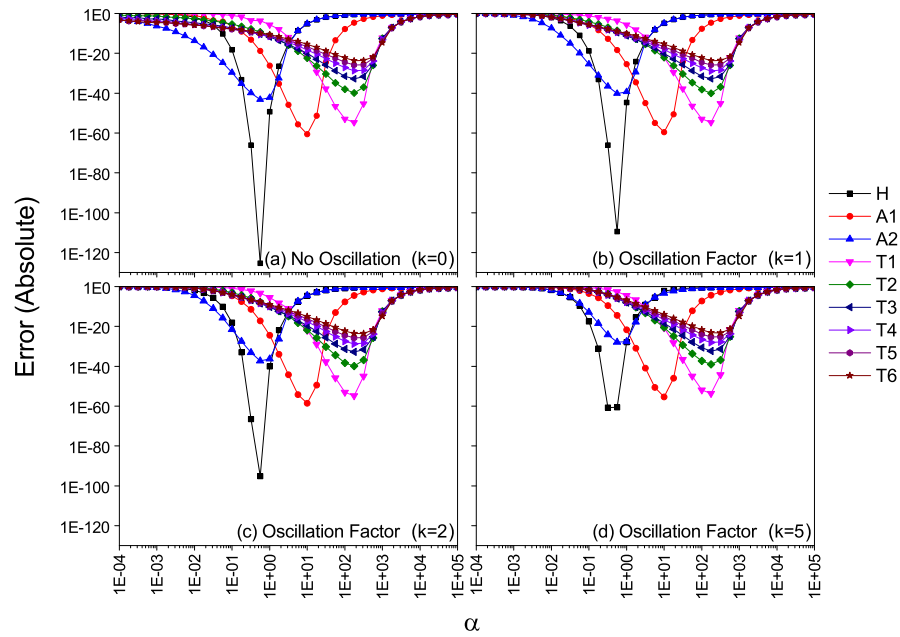 1E0
1E-20
1E-40
1E-60
1E-80
1E-100
1E-120
(a) No Oscillation (k=0)
(b) Oscillation Factor (k=1)
1E0
1E-20
1E-40
1E-60
1E-80
1E-100
1E-120
(c) Oscillation Factor (k=2)
(d) Oscillation Factor (k=5)
Error (Absolute)
1E-04
1E-03
1E-02
1E-01
1E+00
1E+01
1E+02
1E+03
1E+04
1E-04
1E-03
1E-02
1E-01
1E+00
1E+01
1E+02
1E+03
1E+04
1E+05
α
H
A1
A2
T1
T2
T3
T4
T5
T6